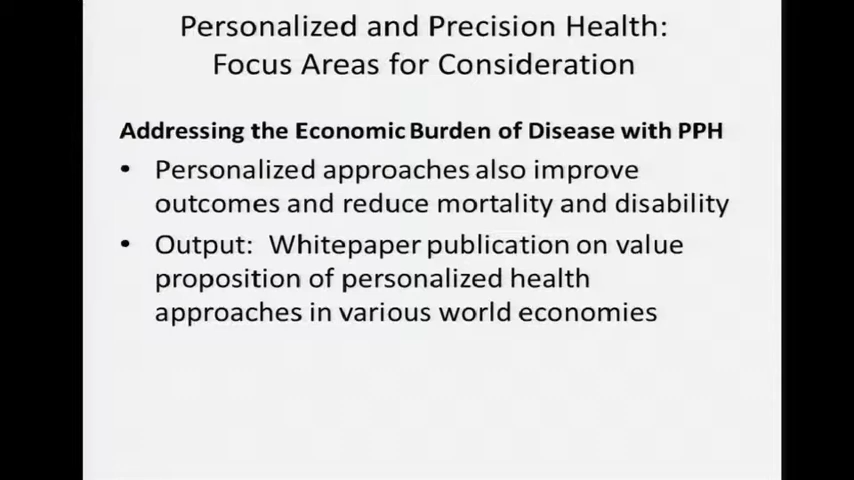 Personalized and Precision Health:
Focus Areas for Consideration
Addressing the Economic Burden of Disease with PPH
• Personalized approaches also improve
outcomes and reduce mortality and disability
• Output: Whitepaper publication on value
proposition of personalized health
approaches in various world economies